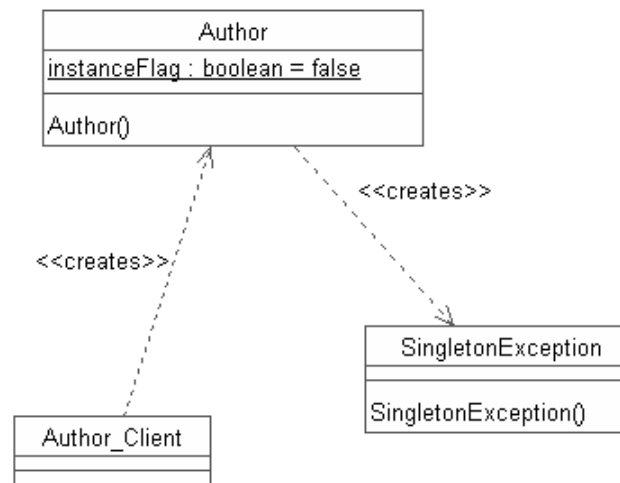 Author
instanceFlag : boolean = false
Author()
<<creates>>
<<creates>>
SingletonException
SingletonException()
Author_Client